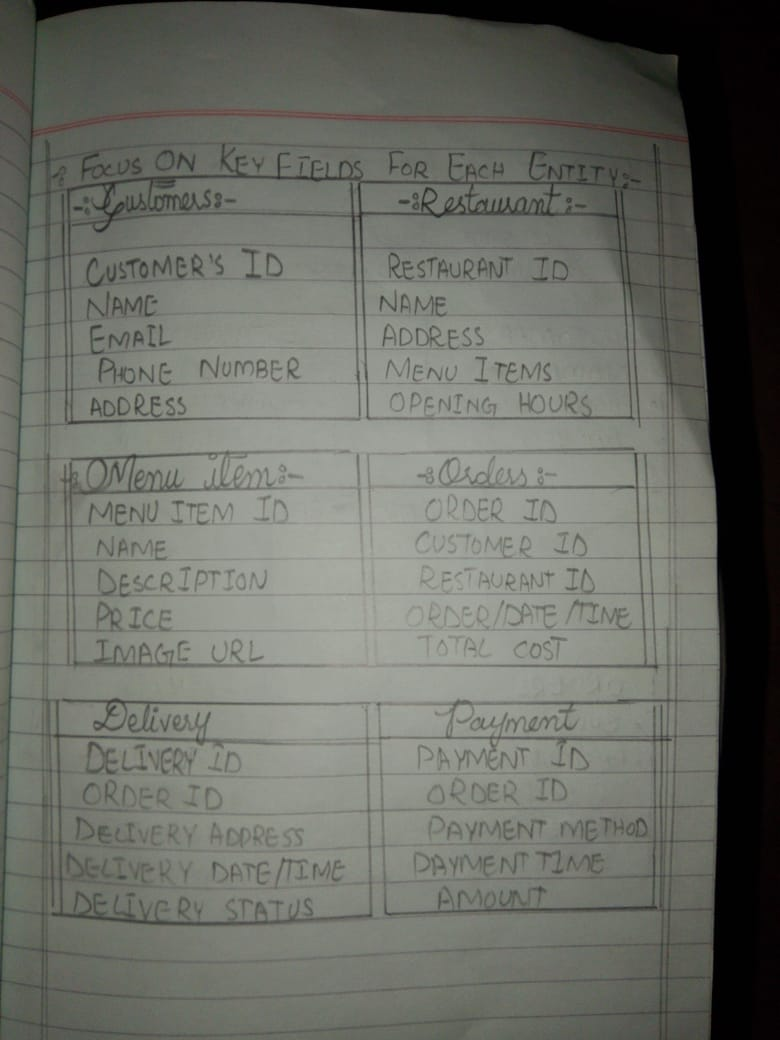 -: FOCUS ON KEY FIELDS FOR EACH ENTITY:-
-:Customers:-
CUSTOMER'S ID
NAME
EMAIL
PHONE NUMBER
ADDRESS
-:Restaurant:-
RESTAURANT ID
NAME
ADDRESS
MENU ITEMS
OPENING HOURS
Menu item:-
MENU ITEM ID
NAME
DESCRIPTION
PRICE
IMAGE URL
-:Orders:-
ORDER ID
CUSTOMER ID
RESTAURANT ID
ORDER/DATE/TIME
TOTAL COST
Delivery
DELIVERY ID
ORDER ID
DELIVERY ADDRESS
DELIVERY DATE/TIME
DELIVERY STATUS
Payment
PAYMENT ID
ORDER ID
PAYMENT METHOD
PAYMENT TIME
AMOUNT